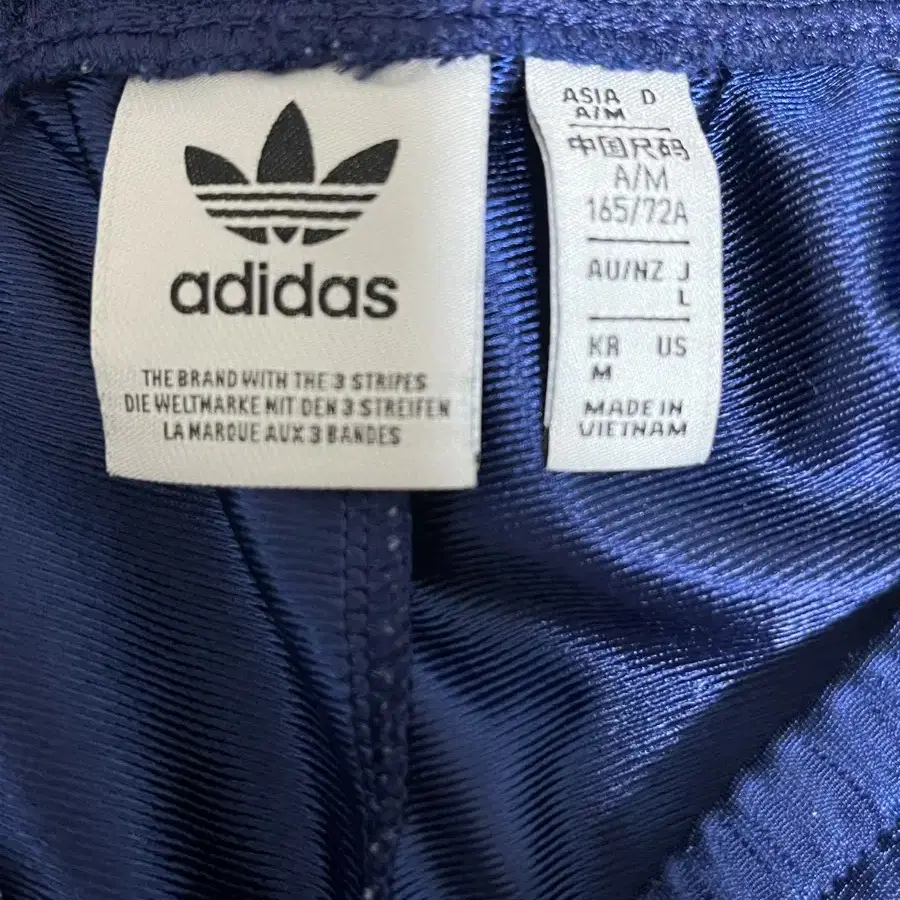 adidas
THE BRAND WITH THE 3 STRIPES
DIE WELTMARKE MIT DEN 3 STREIFEN
LA MARQUE AUX 3 BANDES
ASIA D
A/M
中国尺码
A/M
165/72A
AU/NZ J
L
KR US
M
MADE IN
VIETNAM